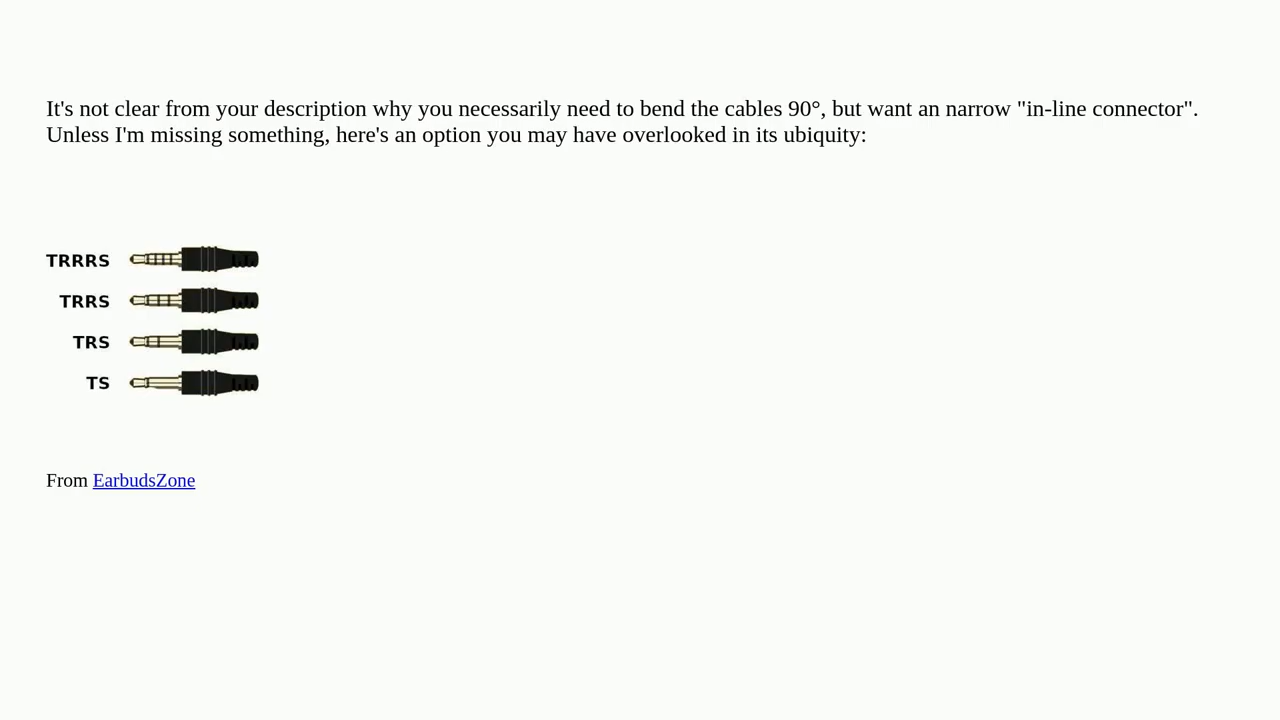 It's not clear from your description why you necessarily need to bend the cables 90°, but want an narrow "in-line connector".
Unless I'm missing something, here's an option you may have overlooked in its ubiquity:
TRRRS
TRRS
TRS
TS
From EarbudsZone